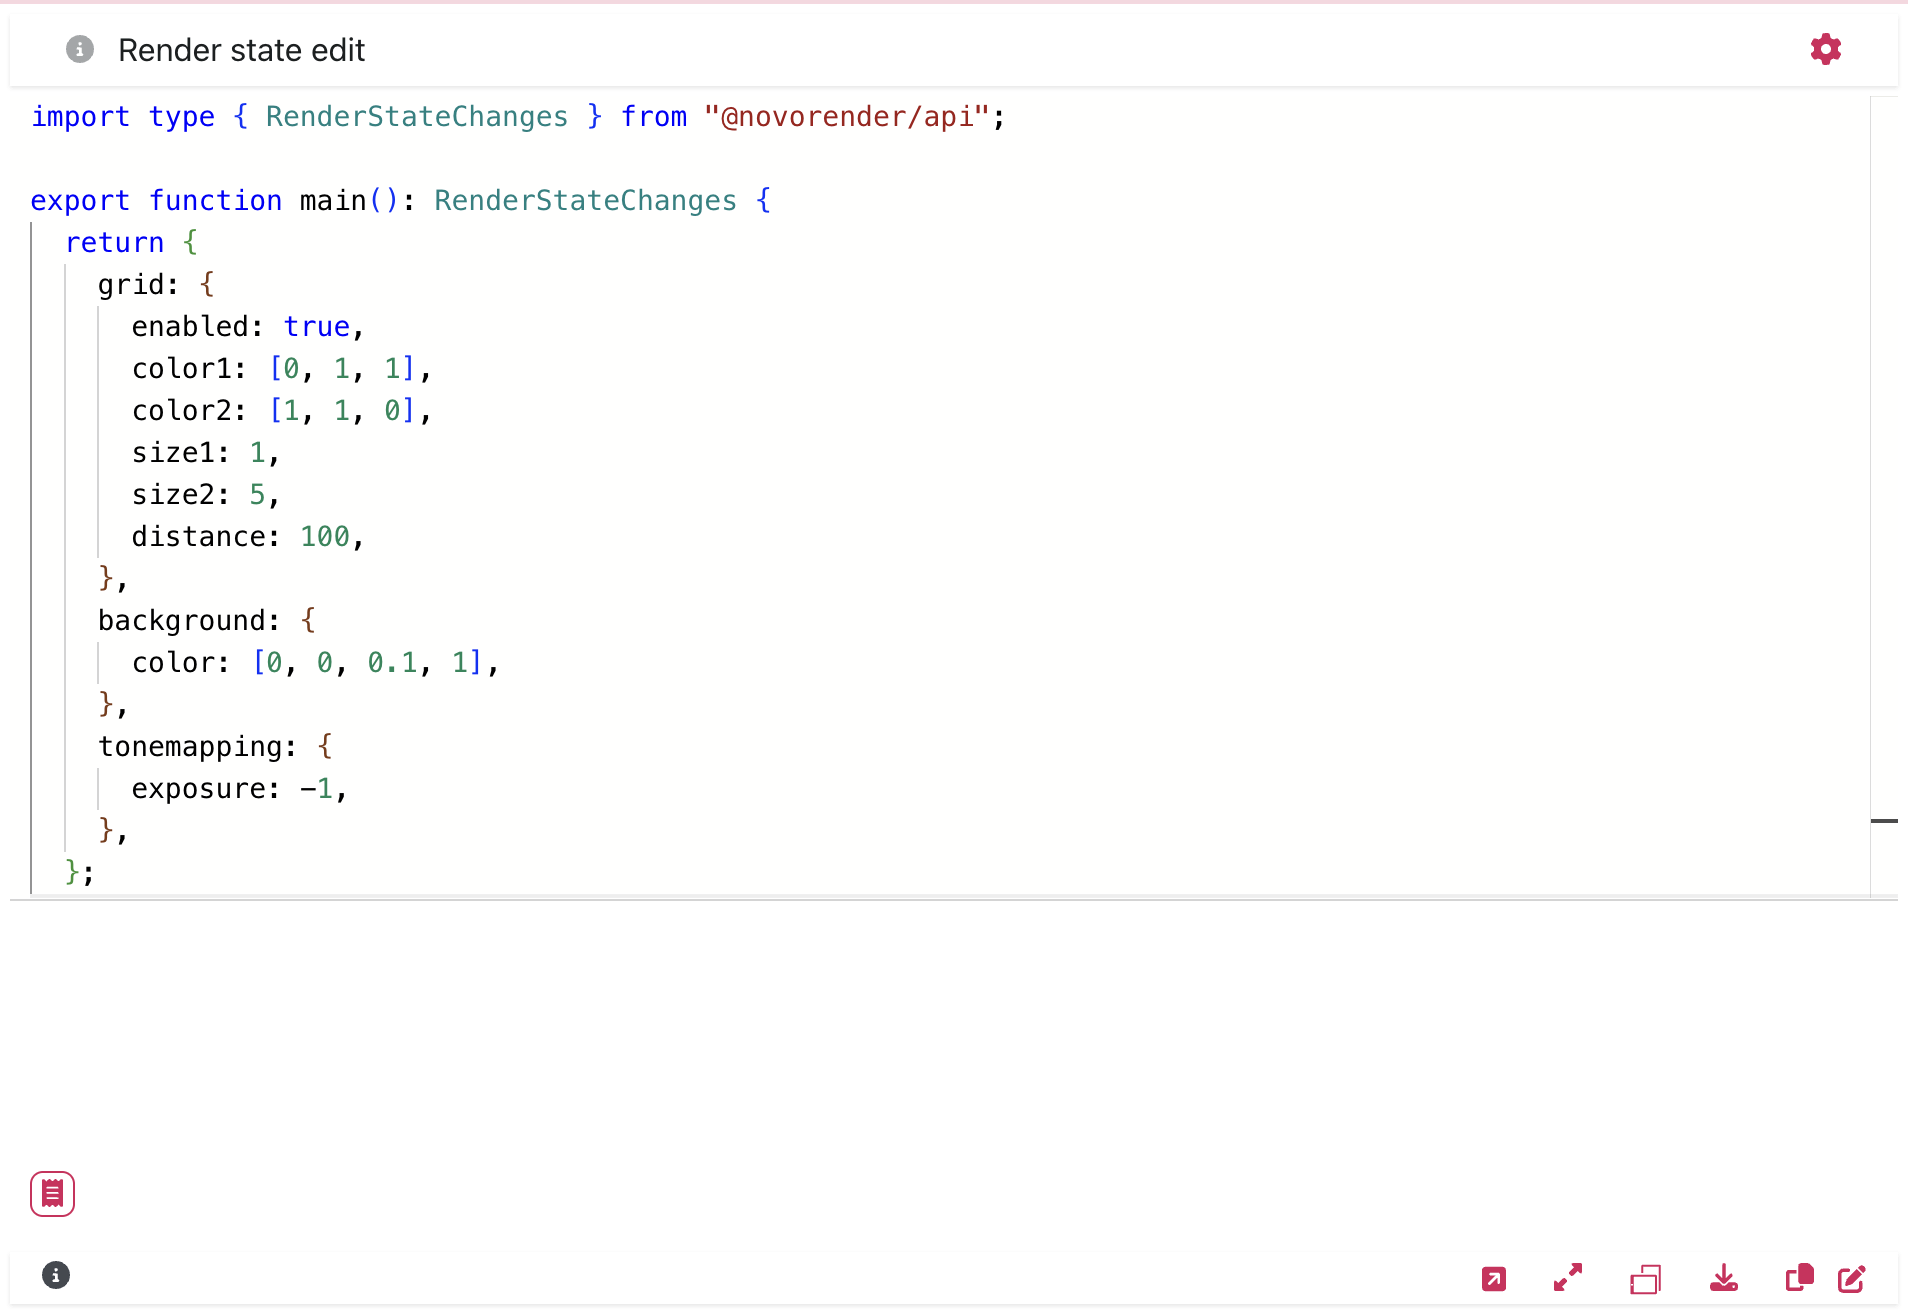 Render state edit
import type { RenderStateChanges } from "@novorender/api";
export function main(): RenderStateChanges {
return {
grid: {
enabled: true,
color1: [0, 1, 1],
color2: [1, 1, 0],
size1: 1,
size2: 5,
distance: 100,
},
background: {
color: [0, 0, 0.1, 1],
},
tonemapping: {
exposure: -1,
},
};